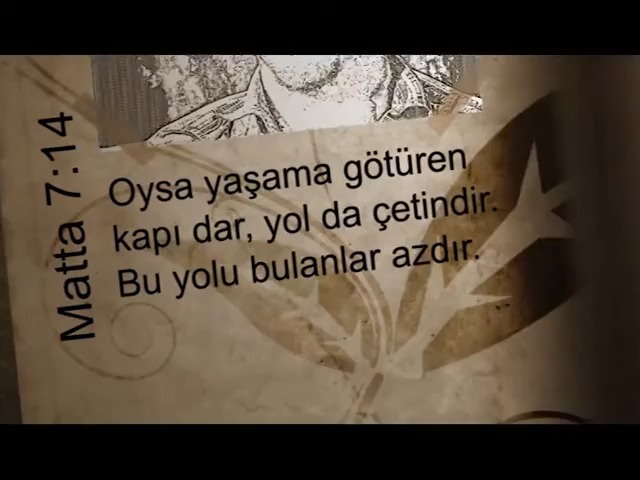 Matta 7:14
Oysa yaşama götüren
kapı dar, yol da çetindir.
Bu yolu bulanlar azdır.